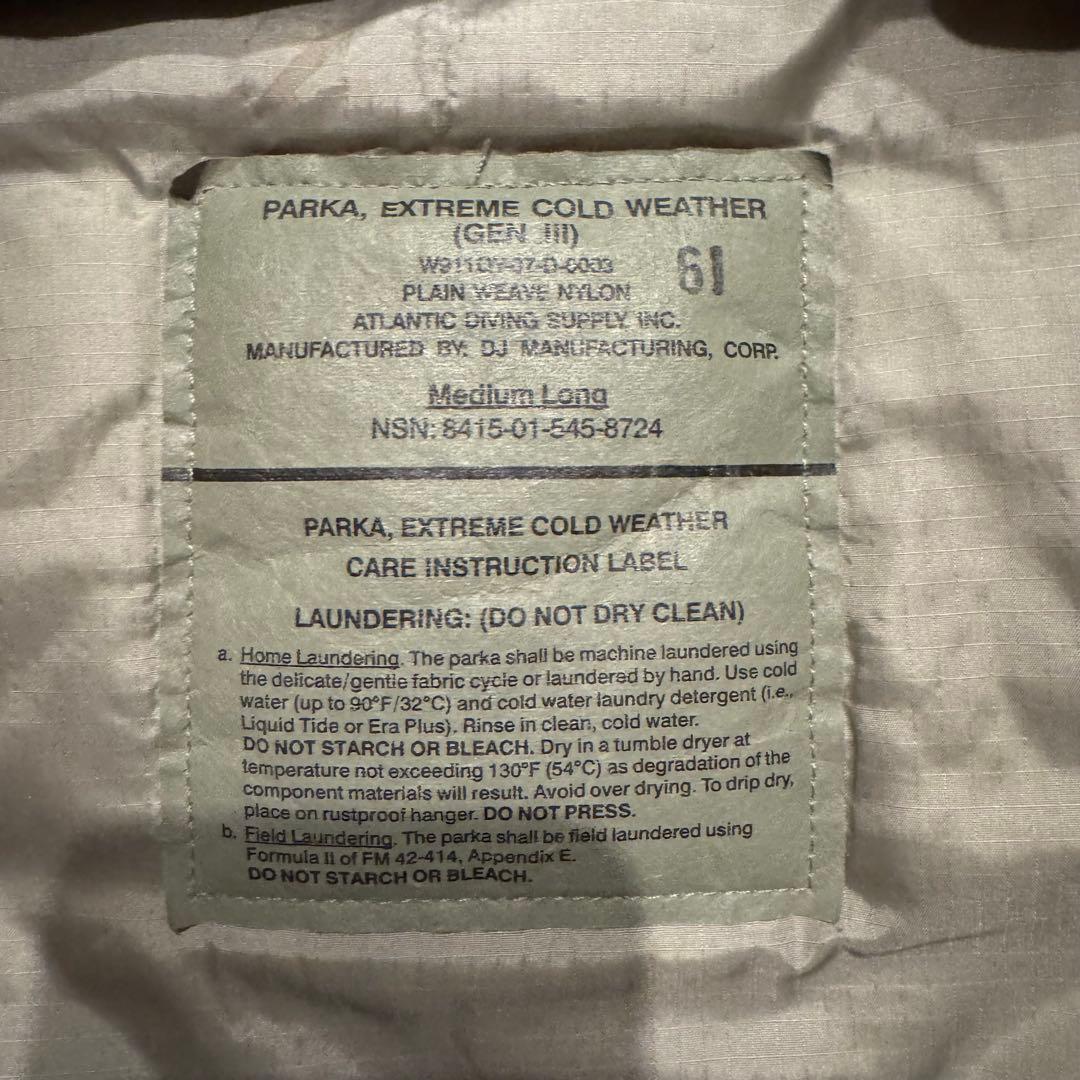 PARKA, EXTREME COLD WEATHER
(GEN III)
61
PLAIN WEAVE NYLON
ATLANTIC DIVING SUPPLY, INC.
MANUFACTURED BY: DJ MANUFACTURING, CORP.
Medium Long
NSN: 8415-01-545-8724
PARKA, EXTREME COLD WEATHER
CARE INSTRUCTION LABEL
LAUNDERING: (DO NOT DRY CLEAN)
a. Home Laundering. The parka shall be machine laundered using
the delicate/gentle fabric cycle or laundered by hand. Use cold
water (up to 90°F/32°C) and cold water laundry detergent (i.e.,
Liquid Tide or Era Plus). Rinse in clean, cold water.
DO NOT STARCH OR BLEACH. Dry in a tumble dryer at
temperature not exceeding 130°F (54°C) as degradation of the
component materials will result. Avoid over drying. To drip dry,
place on rustproof hanger. DO NOT PRESS.
b. Field Laundering. The parka shall be field laundered using
Formula II of FM 42-414, Appendix E.
DO NOT STARCH OR BLEACH.